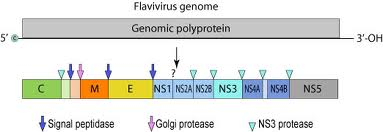 Flavivirus genome
Genomic polyprotein
5' C 3'-OH
?
C M E NS1 NS2A NS2B NS3 NS4A NS4B NS5
Signal peptidase Golgi protease NS3 protease